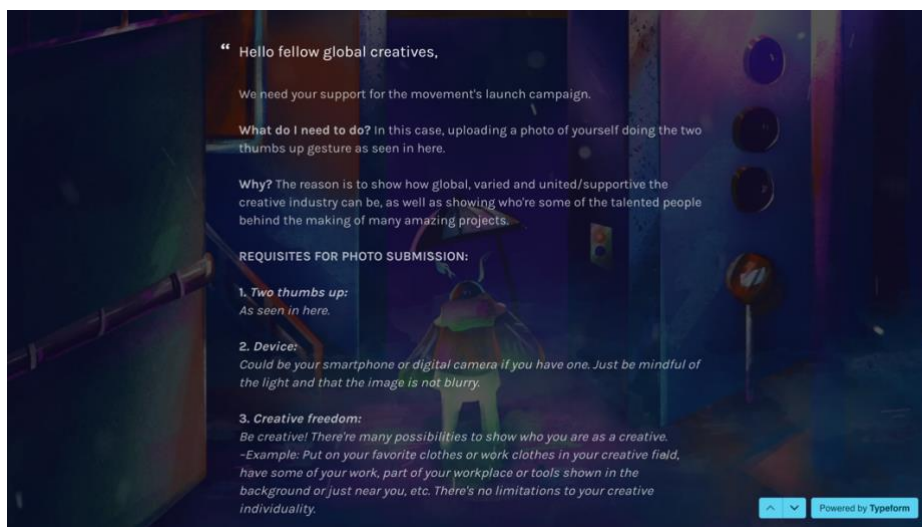 “ Hello fellow global creatives,
We need your support for the movement's launch campaign.
What do I need to do? In this case, uploading a photo of yourself doing the two
thumbs up gesture as seen in here.
Why? The reason is to show how global, varied and united/supportive the
creative industry can be, as well as showing who're some of the talented people
behind the making of many amazing projects.
REQUISITES FOR PHOTO SUBMISSION:
1. Two thumbs up:
As seen in here.
2. Device:
Could be your smartphone or digital camera if you have one. Just be mindful of
the light and that the image is not blurry.
3. Creative freedom:
Be creative! There're many possibilities to show who you are as a creative.
–Example: Put on your favorite clothes or work clothes in your creative field,
have some of your work, part of your workplace or tools shown in the
background or just near you, etc. There's no limitations to your creative
individuality.
Powered by Typeform